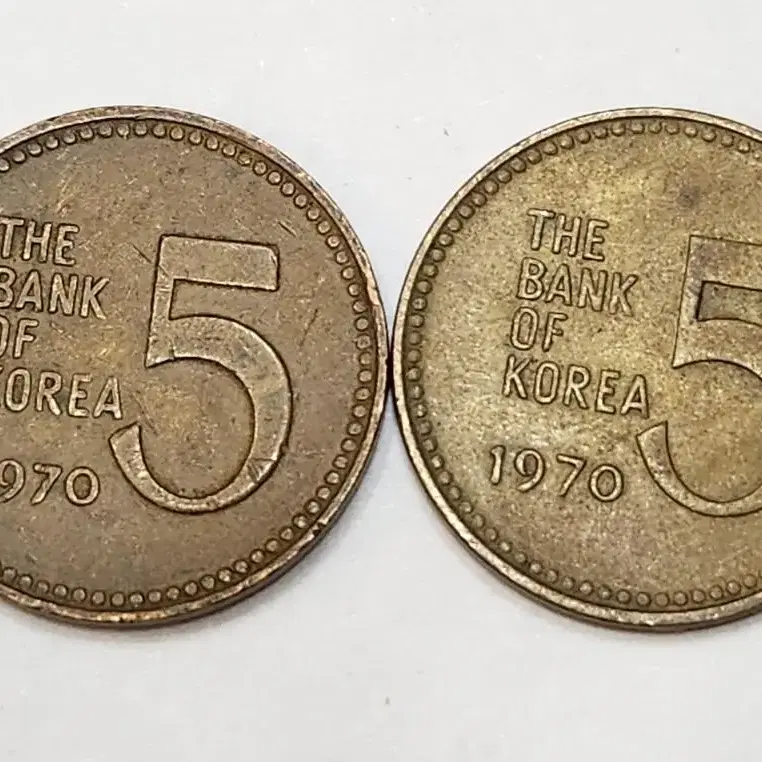 THE
BANK
OF
KOREA
1970
5
THE
BANK
OF
KOREA
1970
5